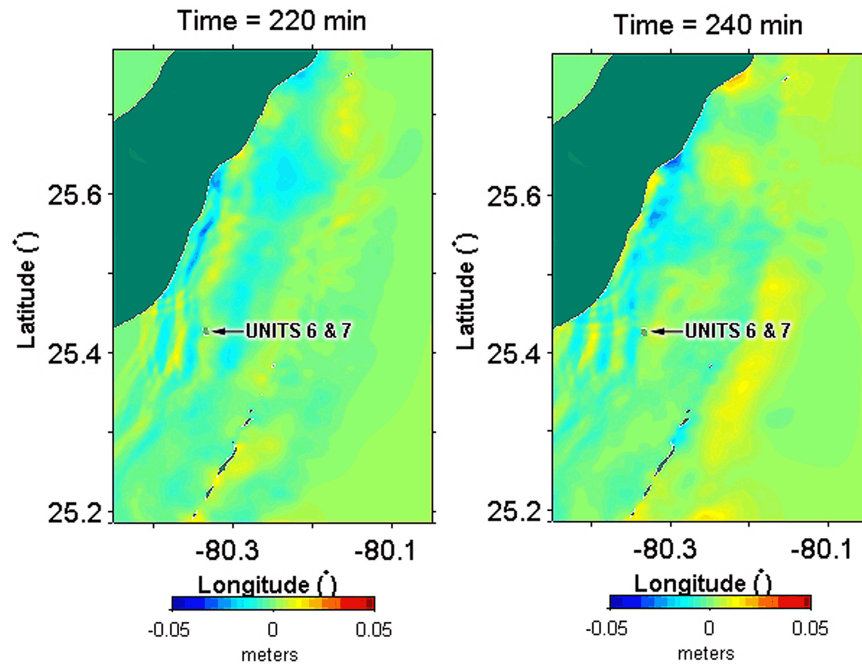 Time = 220 min
Latitude (°)
25.6
25.4
25.2
UNITS 6 & 7
-80.3
-80.1
Longitude (°)
-0.05
0
0.05
meters
Time = 240 min
Latitude (°)
25.6
25.4
25.2
UNITS 6 & 7
-80.3
-80.1
Longitude (°)
-0.05
0
0.05
meters